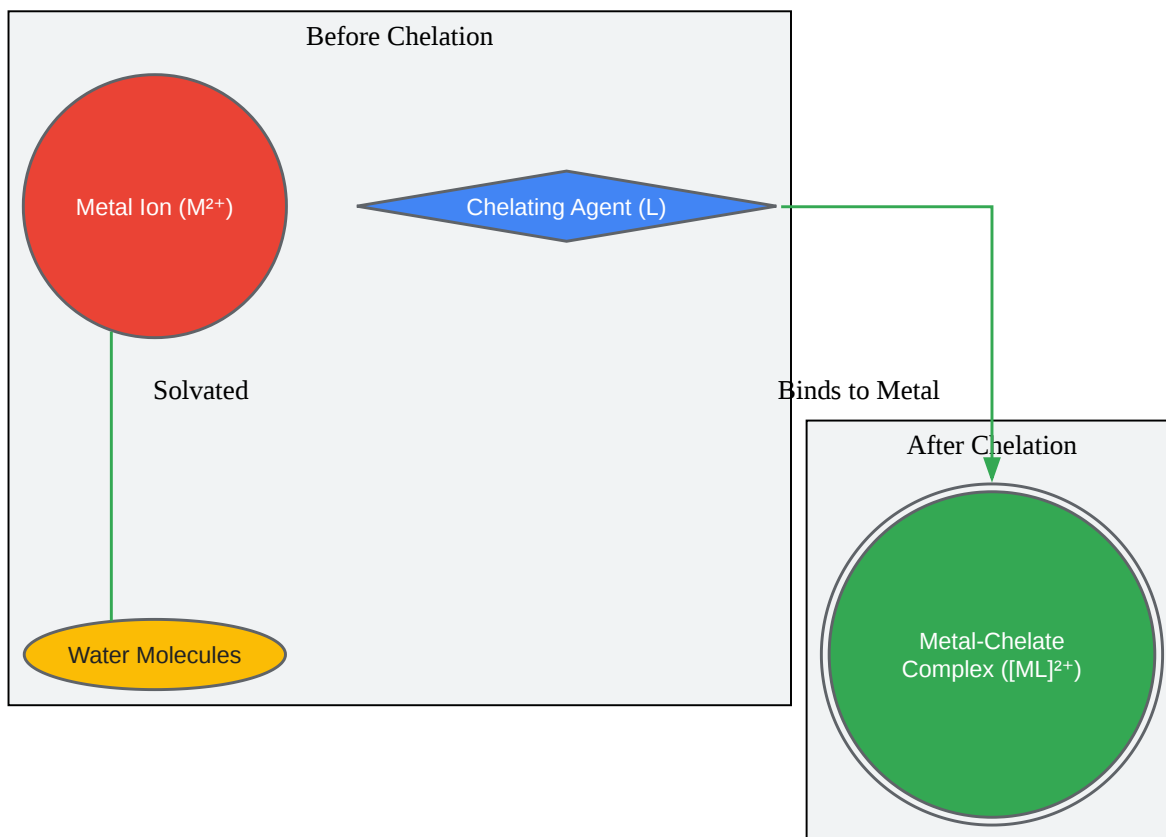 Before Chelation
Metal Ion (M²⁺)
Chelating Agent (L)
Solvated
Binds to Metal
After Chelation
Water Molecules
Metal-Chelate
Complex ([ML]²⁺)